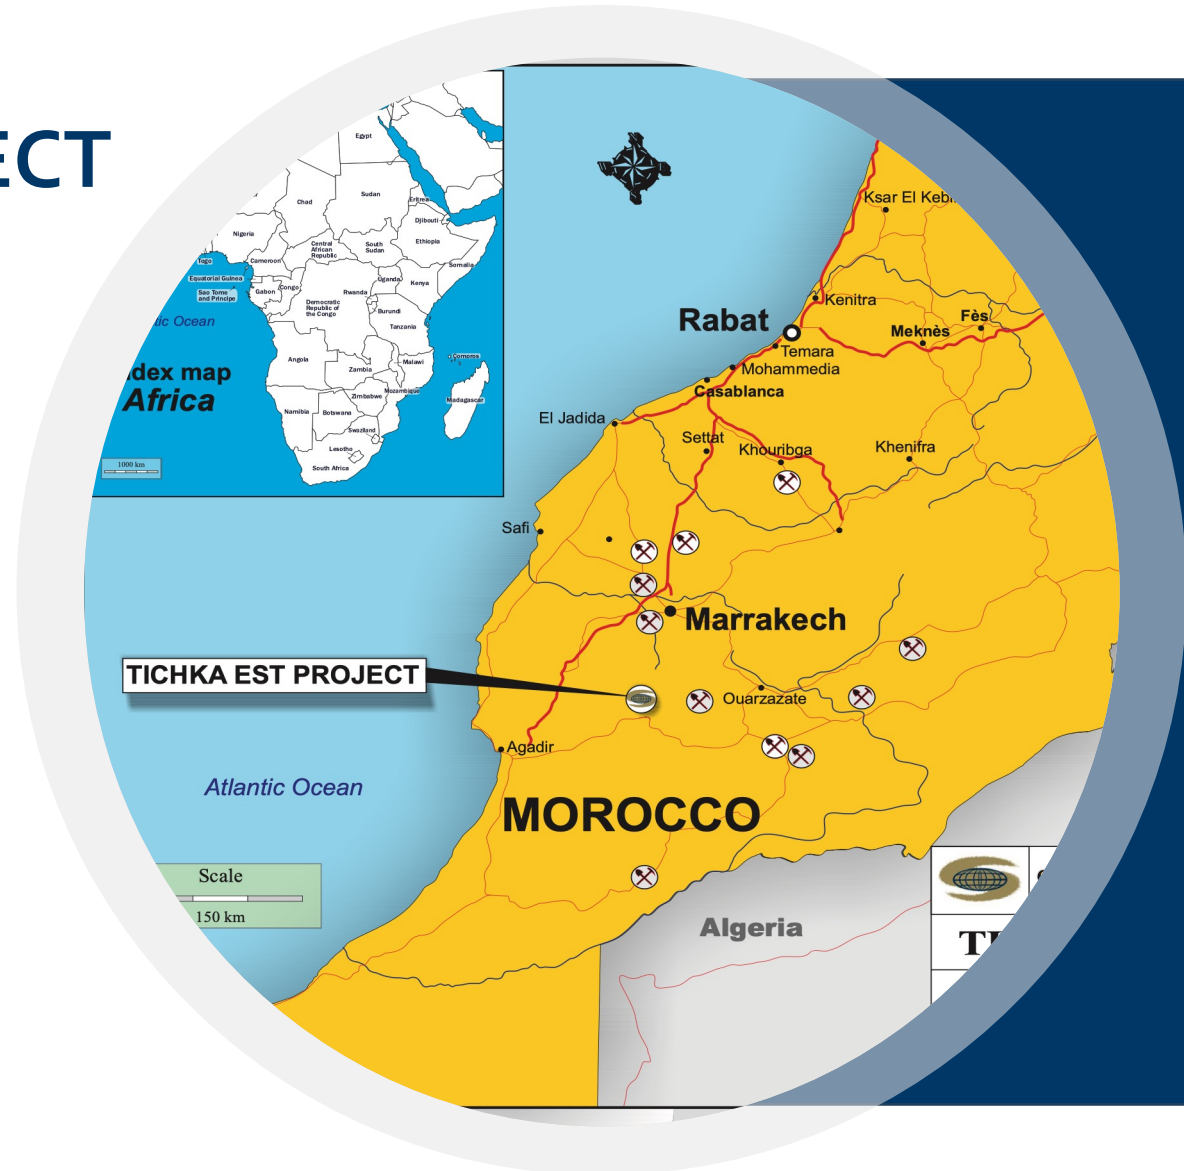 ECT
Egypt
Chad
Sudan
Eritrea
Djibouti
Nigeria
Ethiopia
Central
African
Republic
South
Sudan
Togo
Cameroon
Somalia
Equatorial Guinea
Uganda
Kenya
Sao Tome
and Principe
Gabon
Congo
Rwanda
Democratic
Republic of
the Congo
Burundi
Tanzania
tic Ocean
Angola
Malawi
Comoros
Zambia
dex map
Africa
Mozambique
Zimbabwe
Madagascar
Namibia
Botswana
Swaziland
Lesotho
South Africa
1000 km
Ksar El Kebi
Kenitra
Rabat
Fès
Meknès
Temara
Mohammedia
Casablanca
El Jadida
Settat
Khouribga
Khenifra
Safi
Marrakech
TICHKA EST PROJECT
Ouarzazate
Agadir
Atlantic Ocean
MOROCCO
Scale
150 km
Algeria